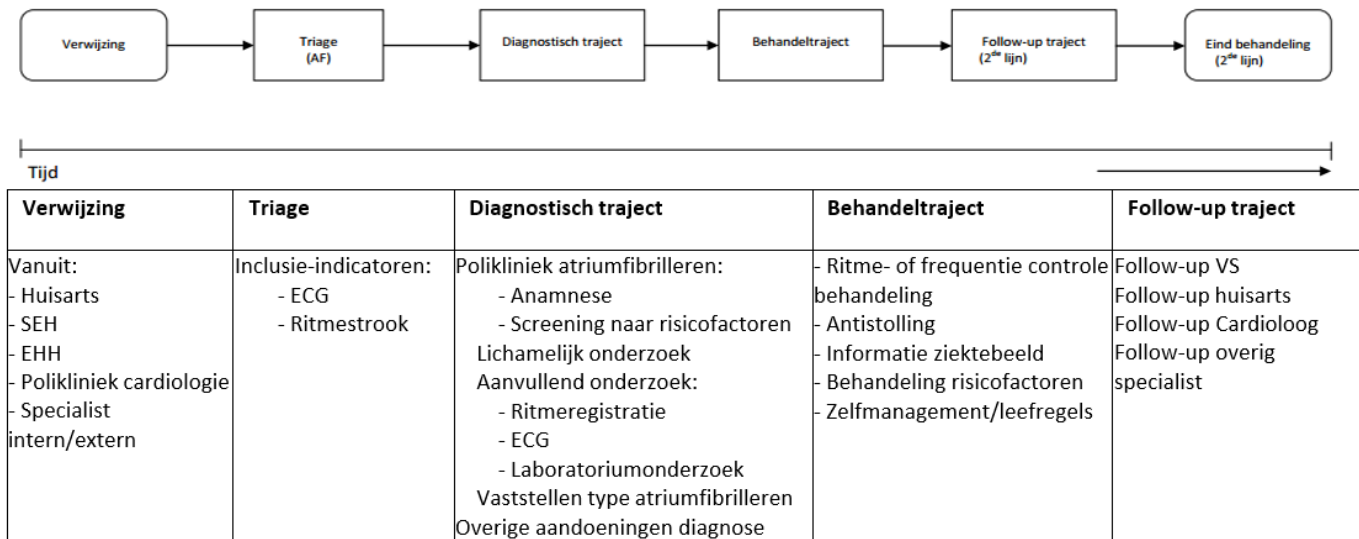 Verwijzing
Triage
(AF)
Diagnostisch traject
Behandeltraject
Follow-up traject
(2de lijn)
Eind behandeling
(2de lijn)
Tijd
Verwijzing
Triage
Diagnostisch traject
Behandeltraject
Follow-up traject
Vanuit:
- Huisarts
- SEH
- EHH
- Polikliniek cardiologie
- Specialist
intern/extern
Inclusie-indicatoren:
- ECG
- Ritmestrook
Polikliniek atriumfibrilleren:
- Anamnese
- Screening naar risicofactoren
Lichamelijk onderzoek
Aanvullend onderzoek:
- Ritmeregistratie
- ECG
- Laboratoriumonderzoek
Vaststellen type atriumfibrilleren
Overige aandoeningen diagnose
- Ritme- of frequentie controle
behandeling
- Antistolling
- Informatie ziektebeeld
- Behandeling risicofactoren
- Zelfmanagement/leefregels
Follow-up VS
Follow-up huisarts
Follow-up Cardioloog
Follow-up overig
specialist